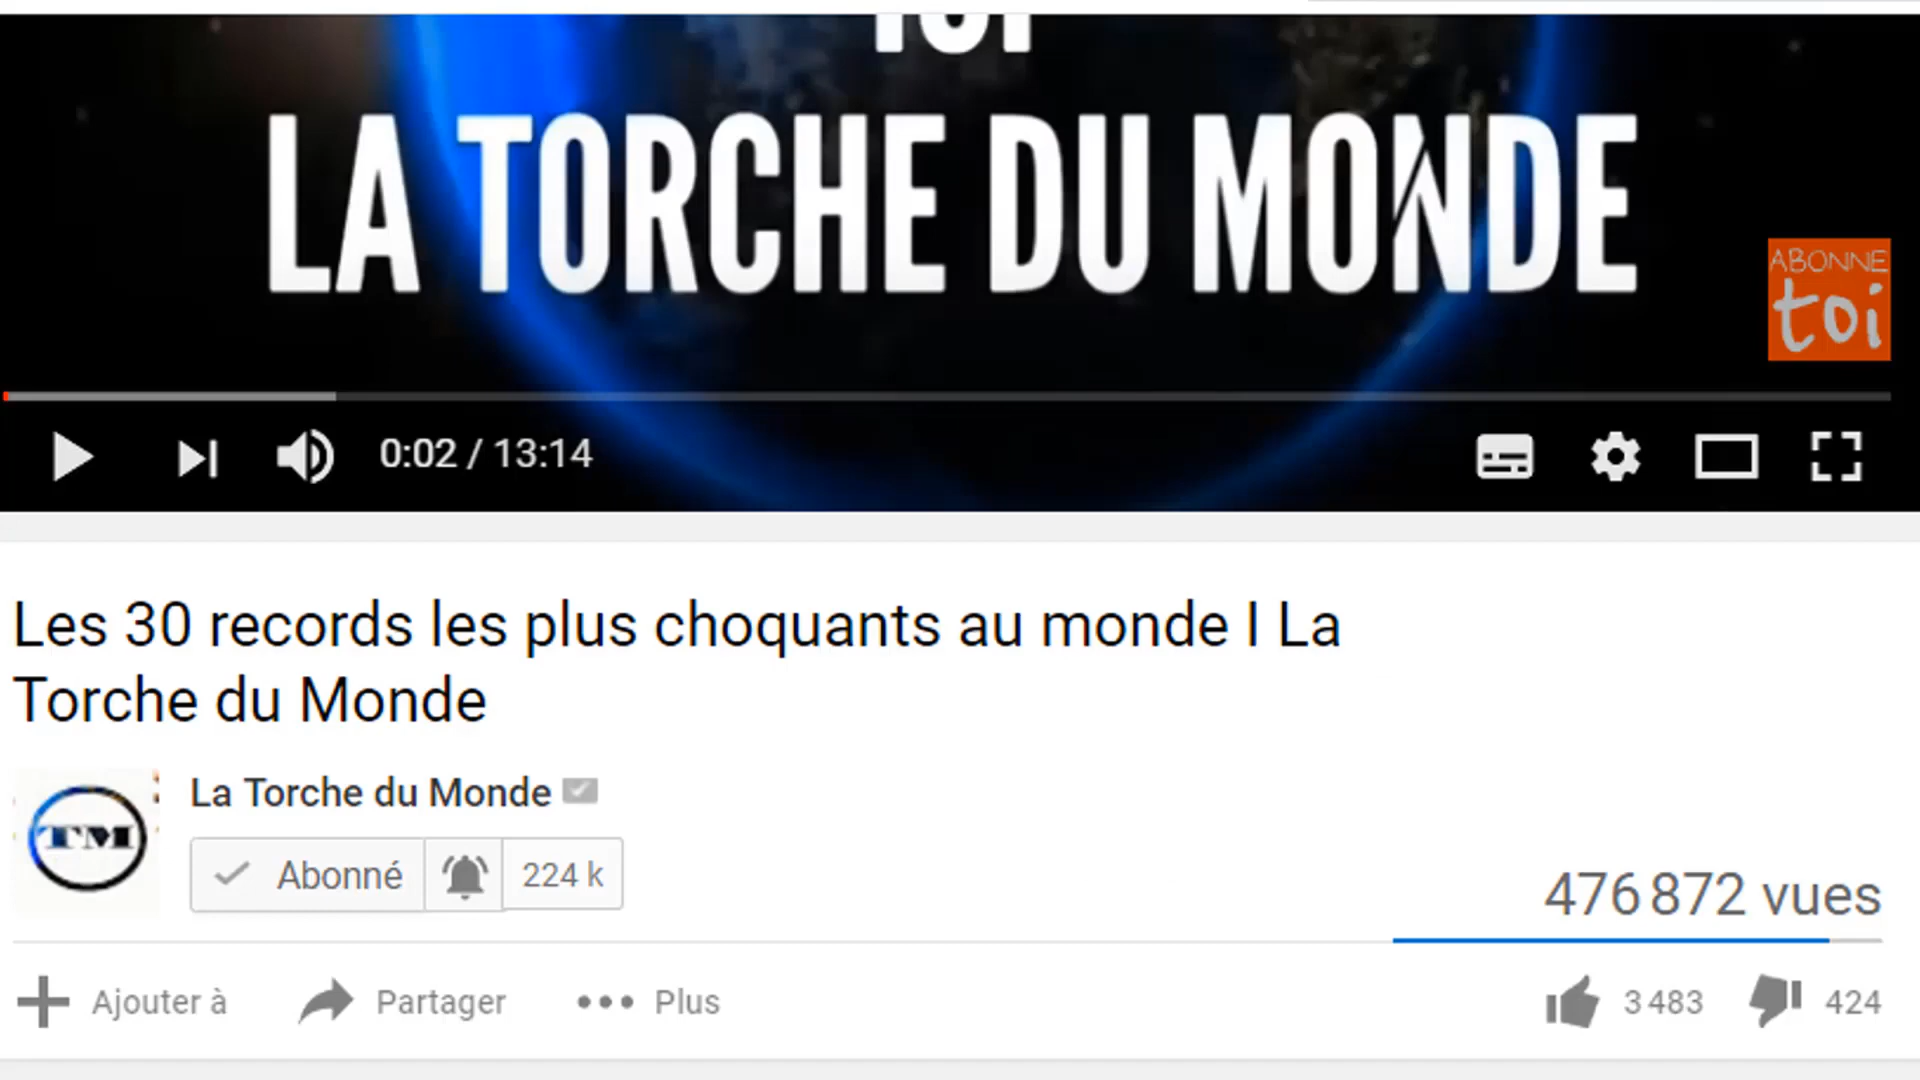 LA TORCHE DU MONDE
ABONNE
toi
0:02 / 13:14
Les 30 records les plus choquants au monde I La
Torche du Monde
TM
La Torche du Monde
Abonné 224 k
476 872 vues
Ajouter à Partager ••• Plus 3 483 424